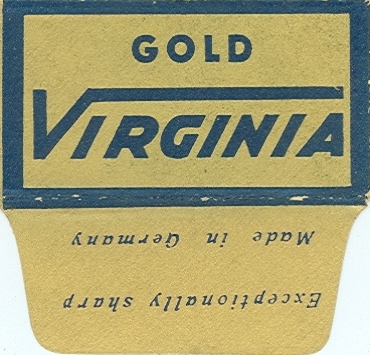 GOLD
VIRGINIA
Exceptionally sharp
Made in Germany